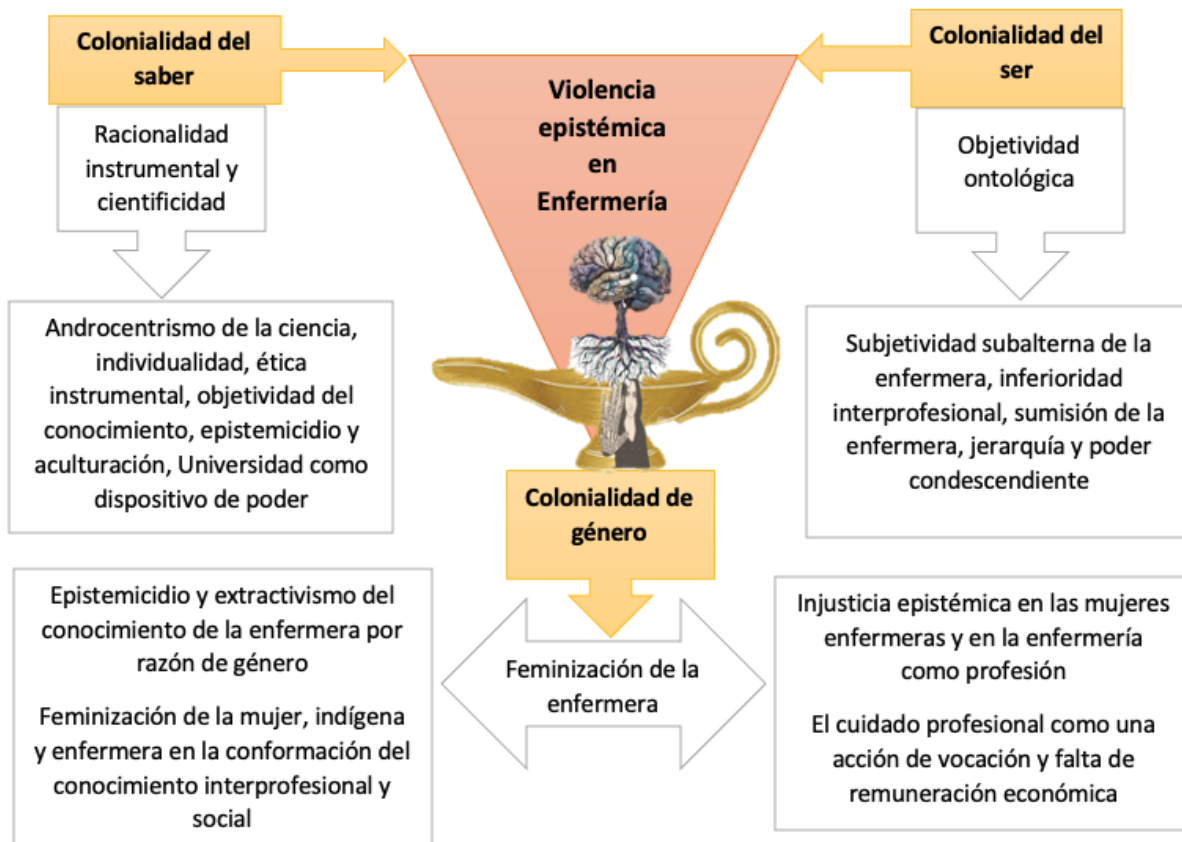 Colonialidad del
saber
Racionalidad
instrumental y
cientificidad
Androcentrismo de la ciencia,
individualidad, ética
instrumental, objetividad del
conocimiento, epistemicidio y
aculturación, Universidad como
dispositivo de poder
Violencia
epistémica
en
Enfermería
Colonialidad del
ser
Objetividad
ontológica
Subjetividad subalterna de la
enfermera, inferioridad
interprofesional, sumisión de la
enfermera, jerarquía y poder
condescendiente
Colonialidad de
género
Feminización de la
enfermera
Epistemicidio y extractivismo del
conocimiento de la enfermera por
razón de género
Feminización de la mujer, indígena
y enfermera en la conformación del
conocimiento interprofesional y
social
Injusticia epistémica en las mujeres
enfermeras y en la enfermería
como profesión
El cuidado profesional como una
acción de vocación y falta de
remuneración económica